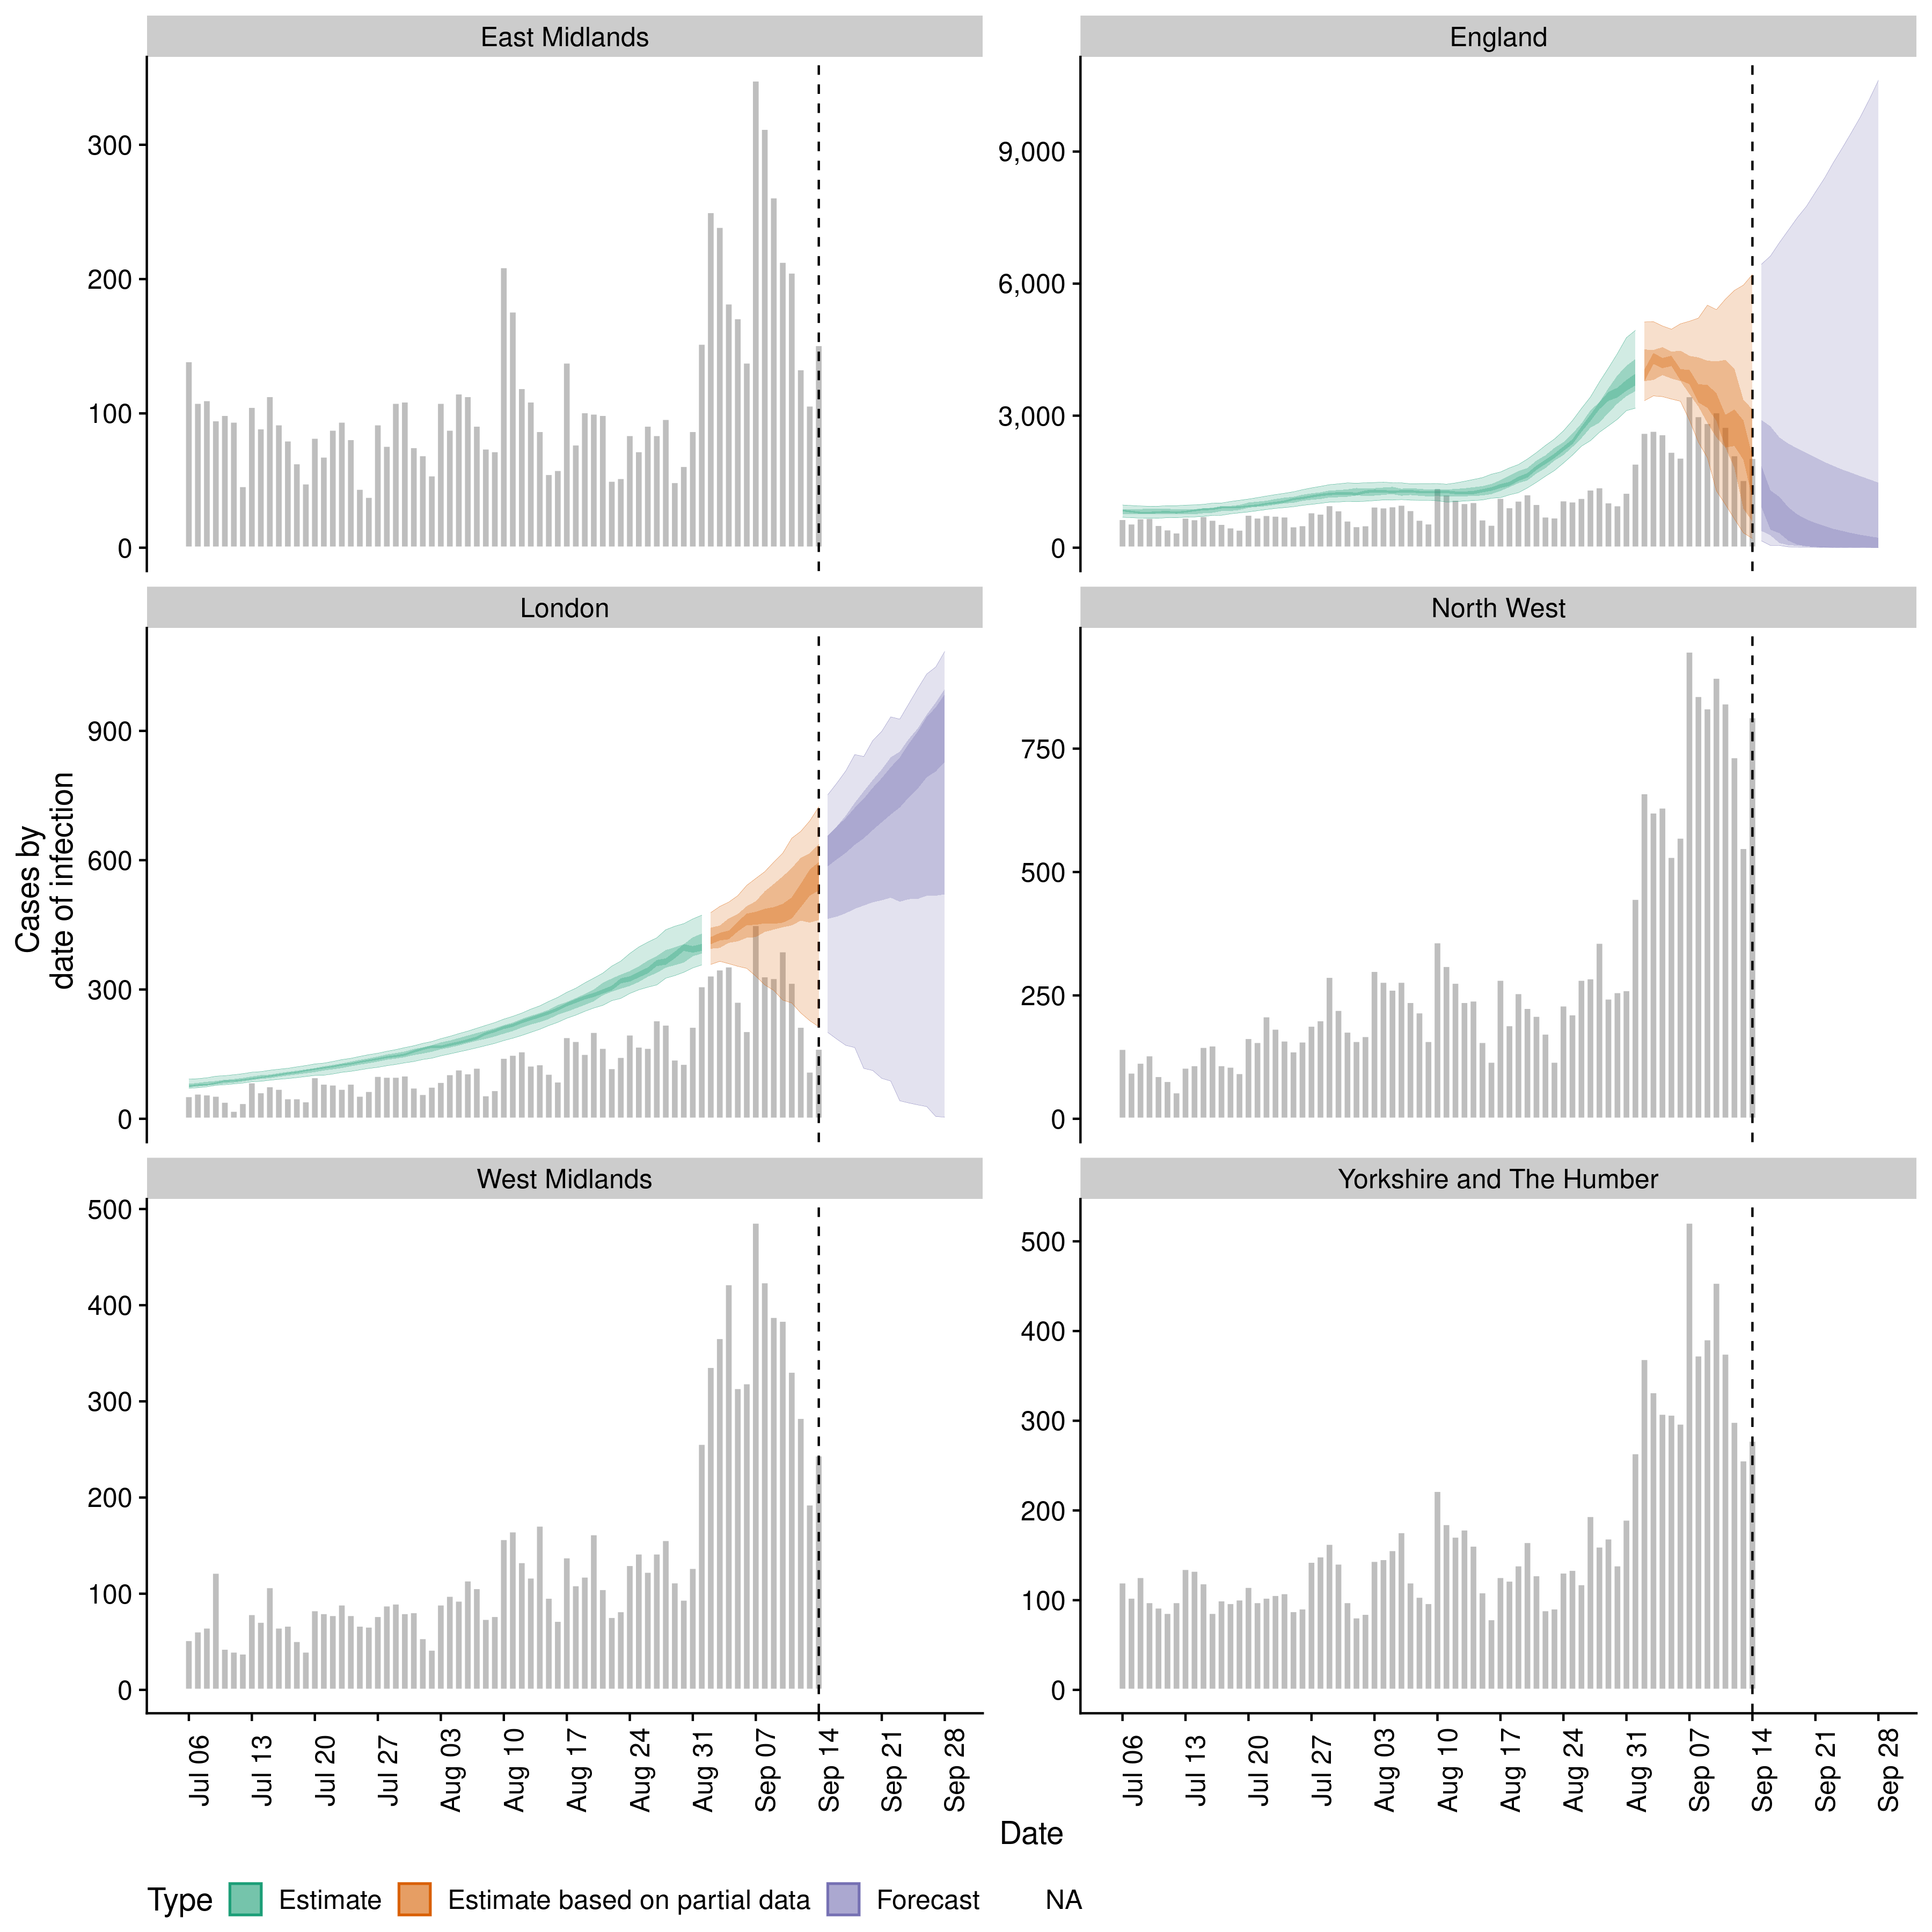 East Midlands
England
300
200
100
0
9,000
6,000
3,000
0
London
North West
Cases by
date of infection
900
600
300
0
750
500
250
0
West Midlands
Yorkshire and The Humber
500
400
300
200
100
0
500
400
300
200
100
0
Jul 06
Jul 13
Jul 20
Jul 27
Aug 03
Aug 10
Aug 17
Aug 24
Aug 31
Sep 07
Sep 14
Sep 21
Sep 28
Jul 06
Jul 13
Jul 20
Jul 27
Aug 03
Aug 10
Aug 17
Aug 24
Aug 31
Sep 07
Sep 14
Sep 21
Sep 28
Date
Type Estimate Estimate based on partial data Forecast NA